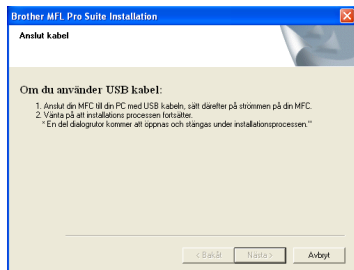 Brother MFL Pro Suite Installation
Anslut kabel
Om du använder USB kabel:
1. Anslut din MFC till din PC med USB kabeln, sätt därefter på strömmen på din MFC.
2. Vänta på att installations processen fortsätter.
* En del dialogrutor kommer att öppnas och stängas under installationsprocessen.""
< Bakåt
Nästa >
Avbryt